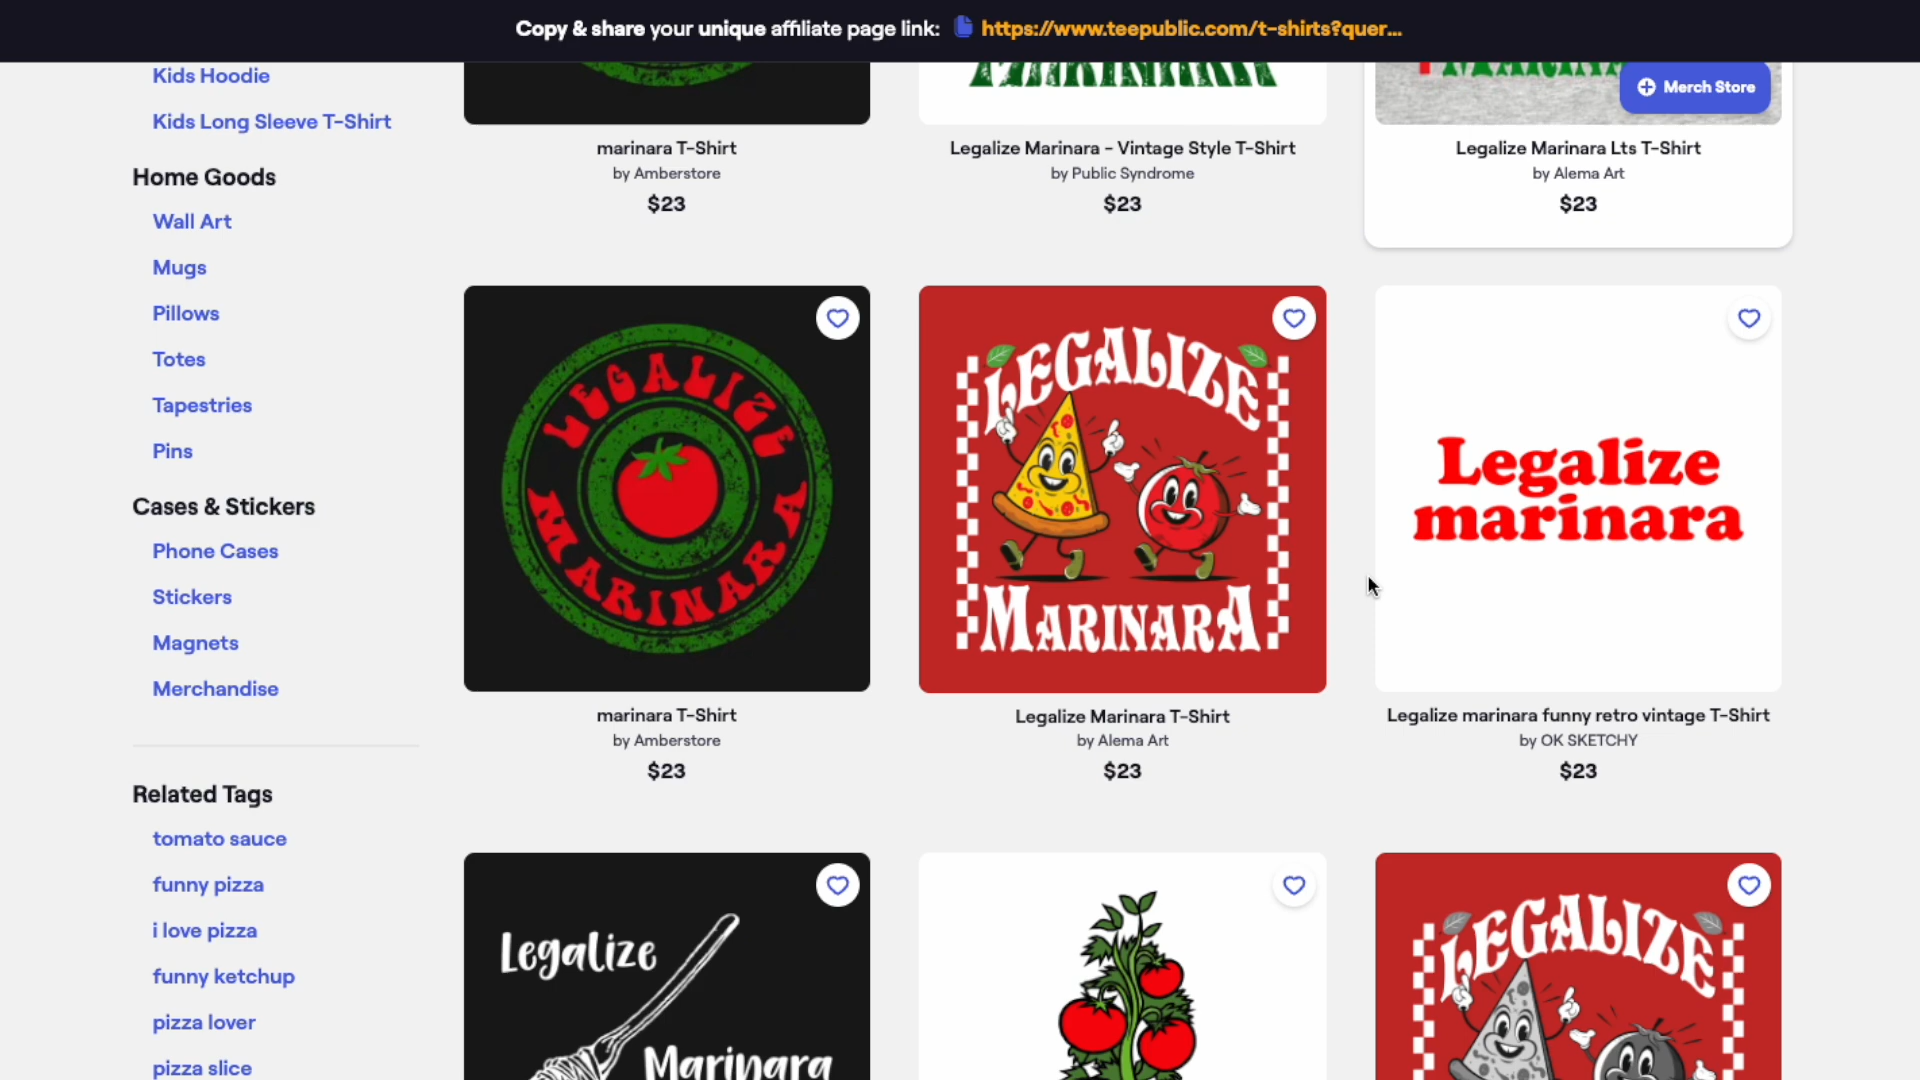 Copy & share your unique affiliate page link: https://www.teepublic.com/t-shirts?quer...
Kids Hoodie
Kids Long Sleeve T-Shirt
Home Goods
Wall Art
Mugs
Pillows
Totes
Tapestries
Pins
Cases & Stickers
Phone Cases
Stickers
Magnets
Merchandise
Related Tags
tomato sauce
funny pizza
i love pizza
funny ketchup
pizza lover
pizza slice
Merch Store
marinara T-Shirt
by Amberstore
$23
Legalize Marinara - Vintage Style T-Shirt
by Public Syndrome
$23
Legalize Marinara Lts T-Shirt
by Alema Art
$23
LEGALIZE
MARINARA
marinara T-Shirt
by Amberstore
$23
LEGALIZE
MARINARA
Legalize Marinara T-Shirt
by Alema Art
$23
Legalize
marinara
Legalize marinara funny retro vintage T-Shirt
by OK SKETCHY
$23
Legalize
Marinara
LEGALIZE